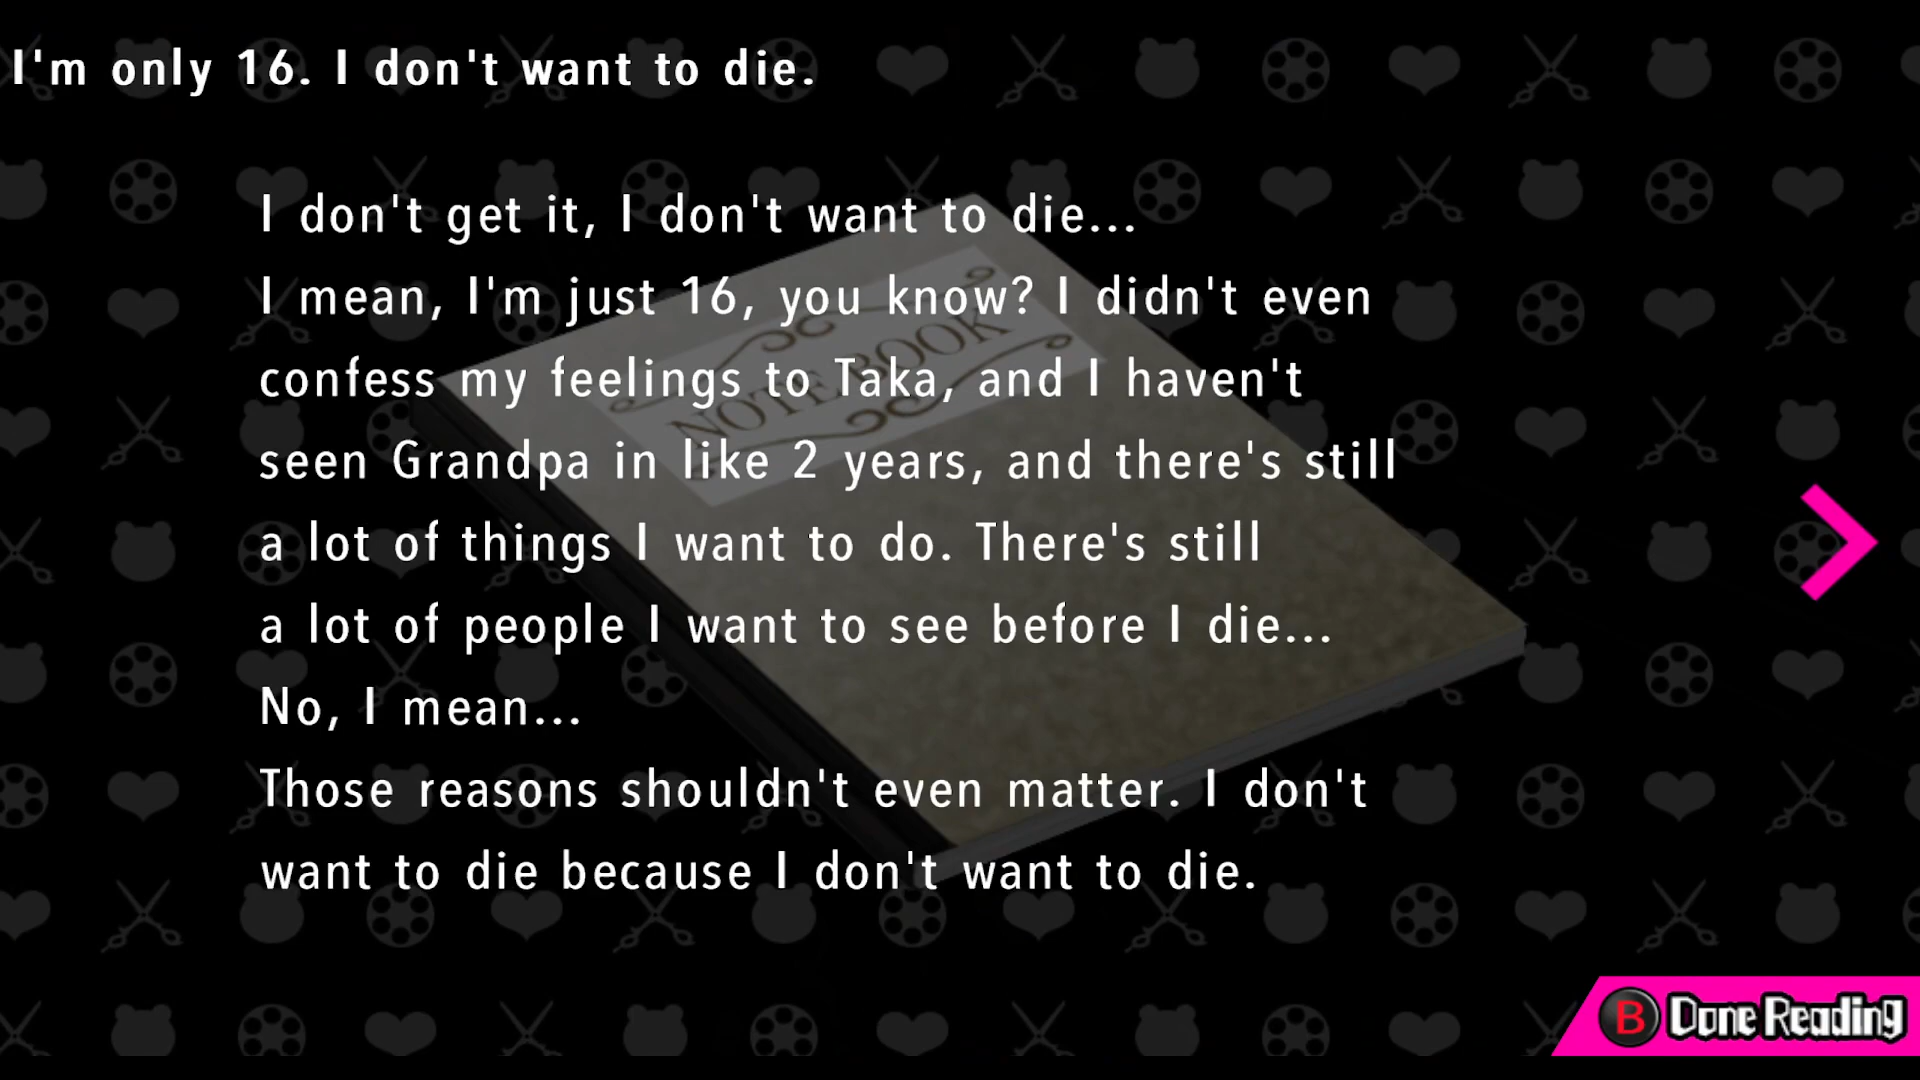 I'm only 16. I don't want to die.
I don't get it, I don't want to die...
I mean, I'm just 16, you know? I didn't even
confess my feelings to Taka, and I haven't
seen Grandpa in like 2 years, and there's still
a lot of things I want to do. There's still
a lot of people I want to see before I die...
No, I mean...
Those reasons shouldn't even matter. I don't
want to die because I don't want to die.
NOTE BOOK
B Done Reading